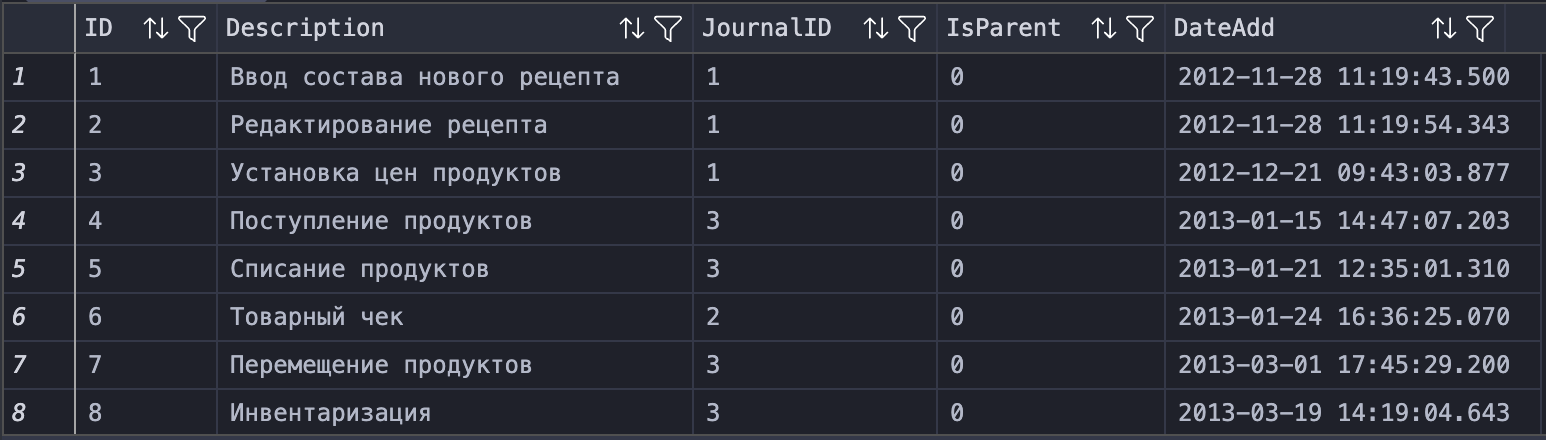 ID Description JournalID IsParent DateAdd
1 1 Ввод состава нового рецепта 1 0 2012-11-28 11:19:43.500
2 2 Редактирование рецепта 1 0 2012-11-28 11:19:54.343
3 3 Установка цен продуктов 1 0 2012-12-21 09:43:03.877
4 4 Поступление продуктов 3 0 2013-01-15 14:47:07.203
5 5 Списание продуктов 3 0 2013-01-21 12:35:01.310
6 6 Товарный чек 2 0 2013-01-24 16:36:25.070
7 7 Перемещение продуктов 3 0 2013-03-01 17:45:29.200
8 8 Инвентаризация 3 0 2013-03-19 14:19:04.643